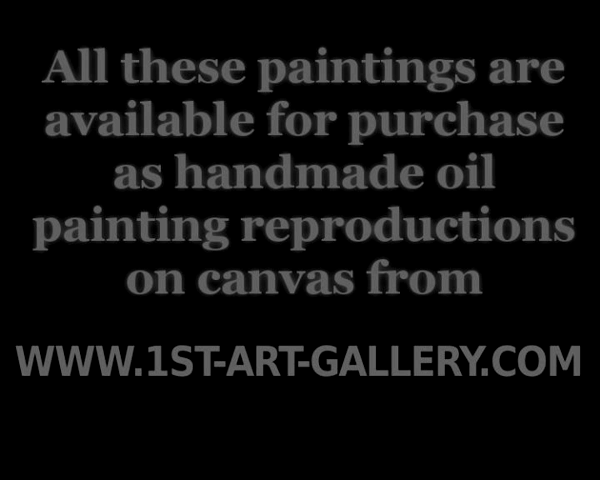 All these paintings are
available for purchase
as handmade oil
painting reproductions
on canvas from
WWW.1ST-ART-GALLERY.COM